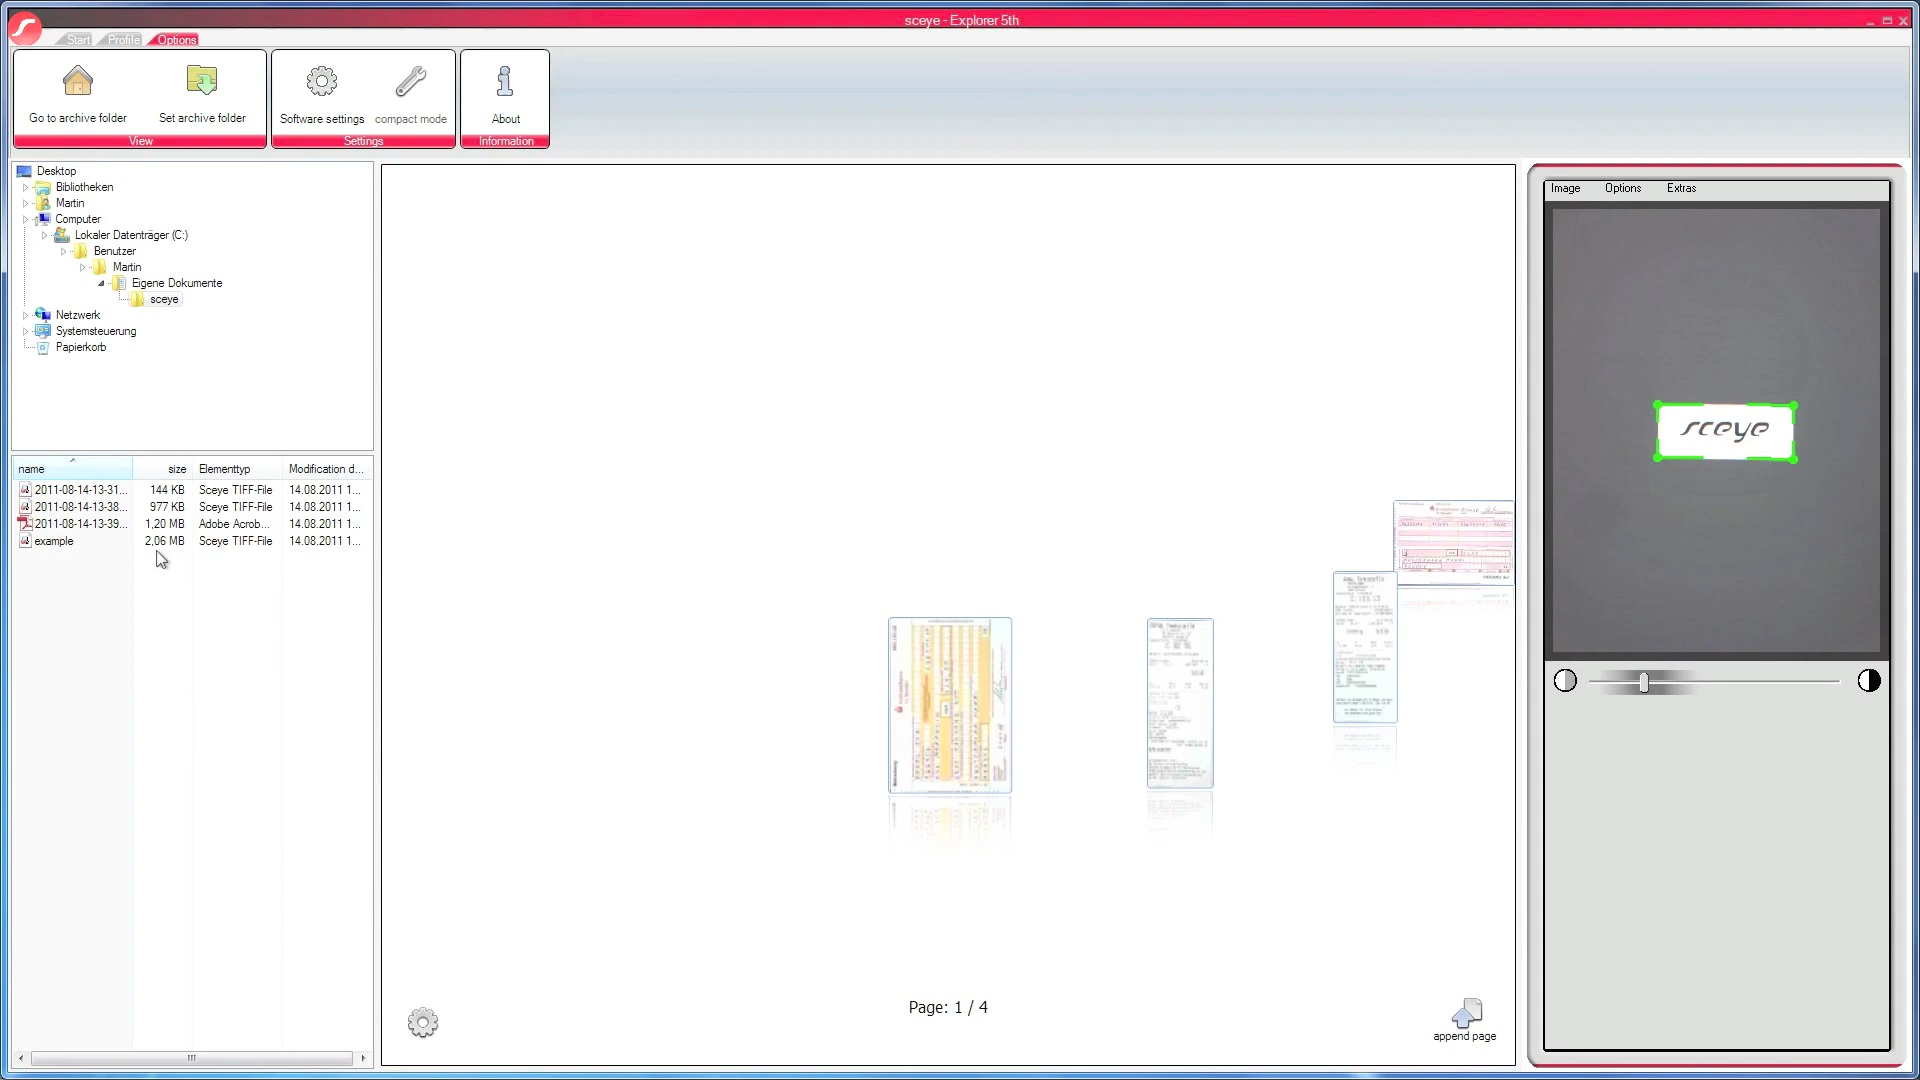 sceye - Explorer 5th
Start Profile Options
Go to archive folder
Set archive folder
View
Software settings
compact mode
Settings
About
Information
Desktop
Bibliotheken
Martin
Computer
Lokaler Datenträger (C:)
Benutzer
Martin
Eigene Dokumente
sceye
Netzwerk
Systemsteuerung
Papierkorb
name size Elementtyp Modification d...
2011-08-14-13-31... 144 KB Sceye TIFF-File 14.08.2011 1...
2011-08-14-13-38... 977 KB Sceye TIFF-File 14.08.2011 1...
2011-08-14-13-39... 1,20 MB Adobe Acrob... 14.08.2011 1...
example 2,06 MB Sceye TIFF-File 14.08.2011 1...
Page: 1 / 4
append page
Image Options Extras
sceye